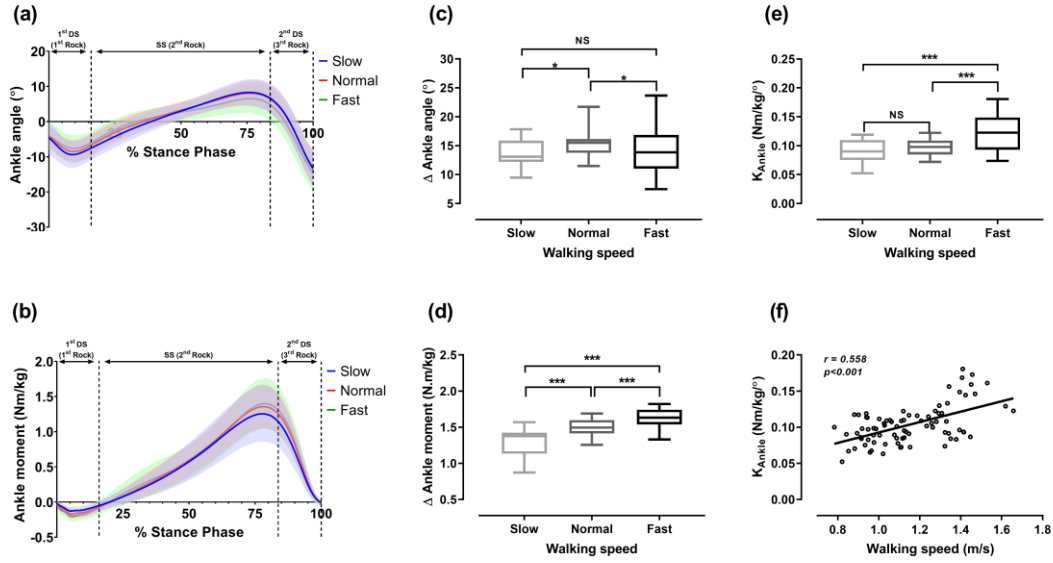 (a)
1st DS
(1st Rock)
SS (2nd Rock)
2nd DS
(3rd Rock)
20
10
0
-10
-20
-30
Ankle angle (°)
25
50
75
100
% Stance Phase
Slow
Normal
Fast
(b)
1st DS
(1st Rock)
SS (2nd Rock)
2nd DS
(3rd Rock)
2.0
1.5
1.0
0.5
0.0
-0.5
Ankle moment (Nm/kg)
25
50
75
100
% Stance Phase
Slow
Normal
Fast
(c)
NS
*
*
30
25
20
15
10
5
Δ Ankle angle (°)
Slow
Normal
Fast
Walking speed
(d)
***
***
***
2.5
2.0
1.5
1.0
0.5
Δ Ankle moment (N.m/kg)
Slow
Normal
Fast
Walking speed
(e)
***
***
NS
0.25
0.20
0.15
0.10
0.05
0.00
KAnkle (Nm/kg/°)
Slow
Normal
Fast
Walking speed
(f)
r = 0.558
p<0.001
0.20
0.15
0.10
0.05
0.00
KAnkle (Nm/kg/°)
0.8
1.0
1.2
1.4
1.6
1.8
Walking speed (m/s)